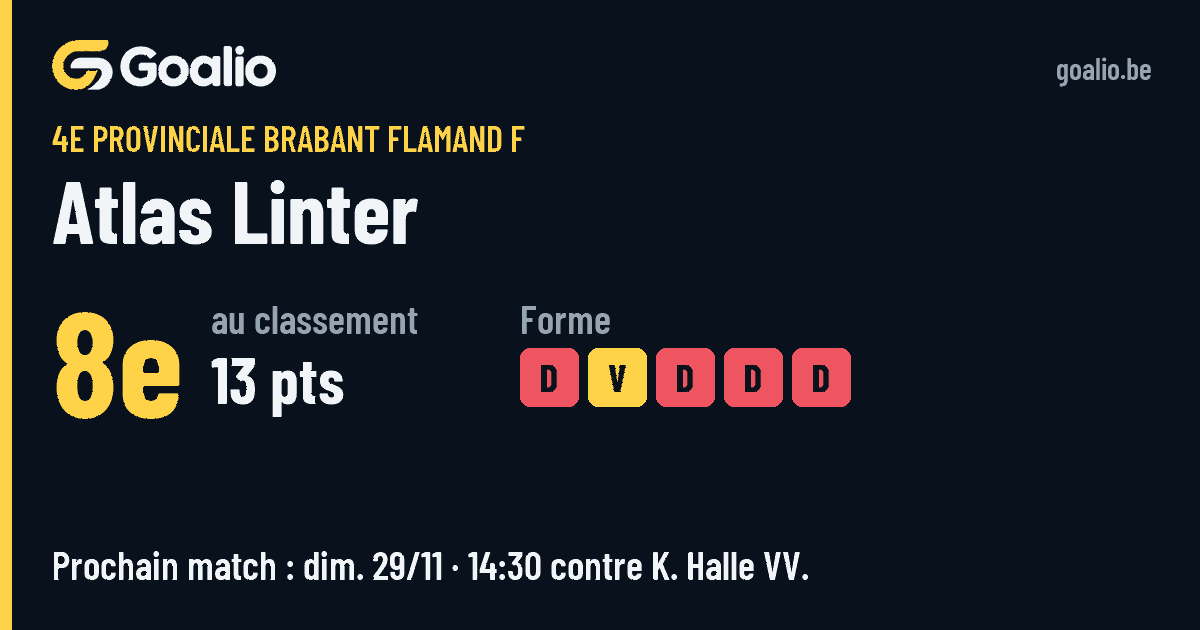 Goalio
goalio.be
4E PROVINCIALE BRABANT FLAMAND F
Atlas Linter
8e
au classement
13 pts
Forme
D V D D D
Prochain match : dim. 29/11 · 14:30 contre K. Halle VV.